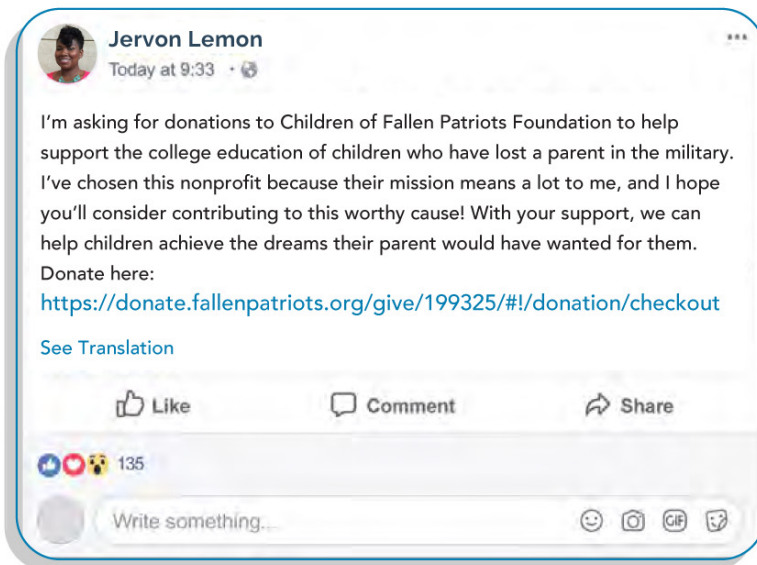 Jervon Lemon
Today at 9:33 ·
I'm asking for donations to Children of Fallen Patriots Foundation to help
support the college education of children who have lost a parent in the military.
I've chosen this nonprofit because their mission means a lot to me, and I hope
you'll consider contributing to this worthy cause! With your support, we can
help children achieve the dreams their parent would have wanted for them.
Donate here:
https://donate.fallenpatriots.org/give/199325/#!/donation/checkout
See Translation
Like Comment Share
135
Write something... GIF